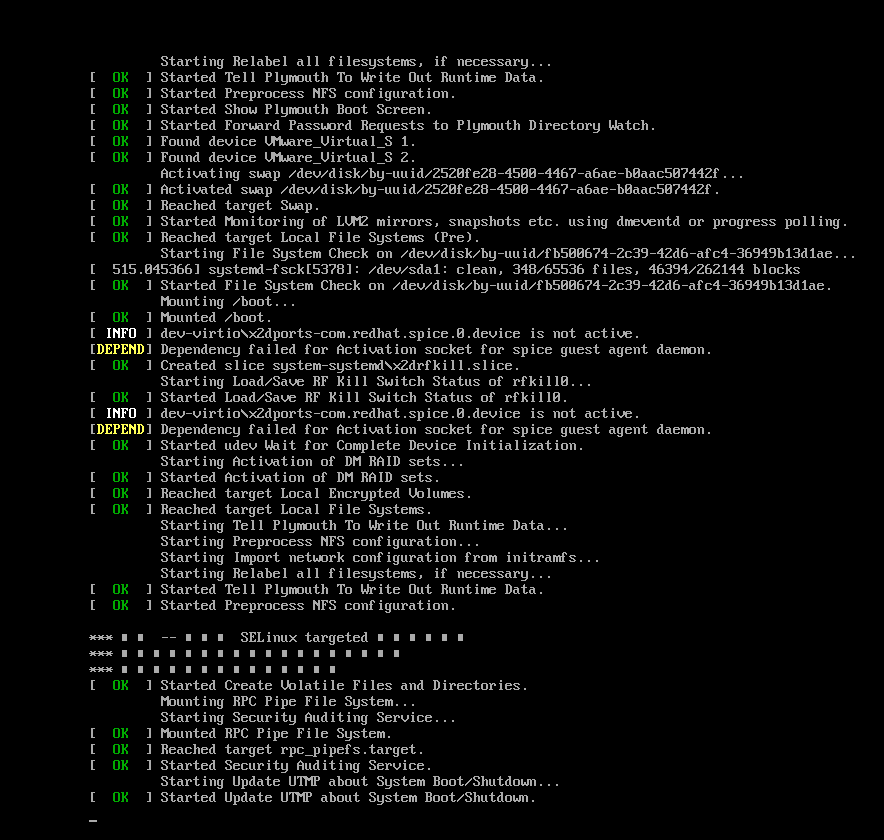 Starting Relabel all filesystems, if necessary...
[  OK  ] Started Tell Plymouth To Write Out Runtime Data.
[  OK  ] Started Preprocess NFS configuration.
[  OK  ] Started Show Plymouth Boot Screen.
[  OK  ] Started Forward Password Requests to Plymouth Directory Watch.
[  OK  ] Found device VMware_Virtual_S 1.
[  OK  ] Found device VMware_Virtual_S 2.
Activating swap /dev/disk/by-uuid/2520fe28-4500-4467-a6ae-b0aac507442f...
[  OK  ] Activated swap /dev/disk/by-uuid/2520fe28-4500-4467-a6ae-b0aac507442f.
[  OK  ] Reached target Swap.
[  OK  ] Started Monitoring of LVM2 mirrors, snapshots etc. using dmeventd or progress polling.
[  OK  ] Reached target Local File Systems (Pre).
Starting File System Check on /dev/disk/by-uuid/fb500674-2c39-42d6-afc4-36949b13d1ae...
[  515.045366] systemd-fsck[5378]: /dev/sda1: clean, 348/65536 files, 46394/262144 blocks
[  OK  ] Started File System Check on /dev/disk/by-uuid/fb500674-2c39-42d6-afc4-36949b13d1ae.
Mounting /boot...
[  OK  ] Mounted /boot.
[ INFO ] dev-virtio\x2dports-com.redhat.spice.0.device is not active.
[DEPEND] Dependency failed for Activation socket for spice guest agent daemon.
[  OK  ] Created slice system-systemd\x2drfkill.slice.
Starting Load/Save RF Kill Switch Status of rfkill0...
[  OK  ] Started Load/Save RF Kill Switch Status of rfkill0.
[ INFO ] dev-virtio\x2dports-com.redhat.spice.0.device is not active.
[DEPEND] Dependency failed for Activation socket for spice guest agent daemon.
[  OK  ] Started udev Wait for Complete Device Initialization.
Starting Activation of DM RAID sets...
[  OK  ] Started Activation of DM RAID sets.
[  OK  ] Reached target Local Encrypted Volumes.
[  OK  ] Reached target Local File Systems.
Starting Tell Plymouth To Write Out Runtime Data...
Starting Preprocess NFS configuration...
Starting Import network configuration from initramfs...
Starting Relabel all filesystems, if necessary...
[  OK  ] Started Tell Plymouth To Write Out Runtime Data.
[  OK  ] Started Preprocess NFS configuration.
*** ▮ ▮  -- ▮ ▮ ▮  SELinux targeted ▮ ▮ ▮ ▮ ▮ ▮
*** ▮ ▮ ▮ ▮ ▮ ▮ ▮ ▮ ▮ ▮ ▮ ▮ ▮ ▮ ▮ ▮ ▮ ▮
*** ▮ ▮ ▮ ▮ ▮ ▮ ▮ ▮ ▮ ▮ ▮ ▮ ▮ ▮
[  OK  ] Started Create Volatile Files and Directories.
Mounting RPC Pipe File System...
Starting Security Auditing Service...
[  OK  ] Mounted RPC Pipe File System.
[  OK  ] Reached target rpc_pipefs.target.
[  OK  ] Started Security Auditing Service.
Starting Update UTMP about System Boot/Shutdown...
[  OK  ] Started Update UTMP about System Boot/Shutdown.
_